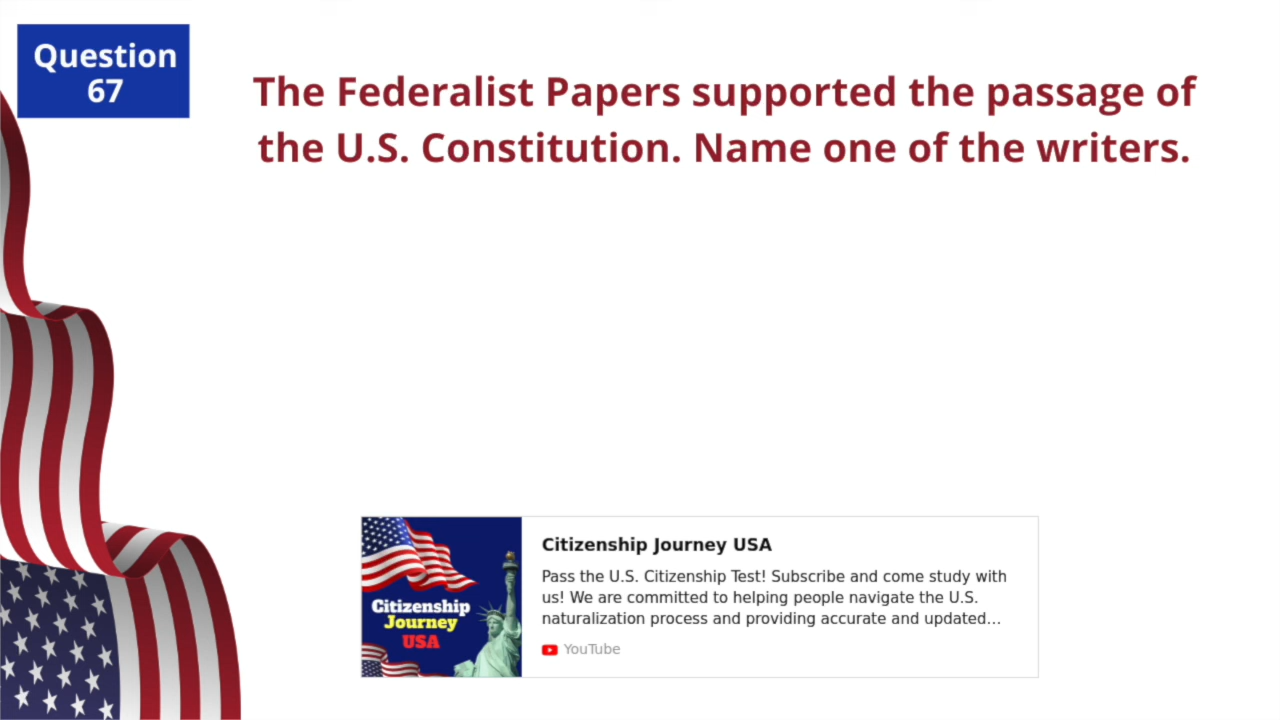 Question
67
The Federalist Papers supported the passage of
the U.S. Constitution. Name one of the writers.
Citizenship
Journey
USA
Citizenship Journey USA
Pass the U.S. Citizenship Test! Subscribe and come study with
us! We are committed to helping people navigate the U.S.
naturalization process and providing accurate and updated...
YouTube